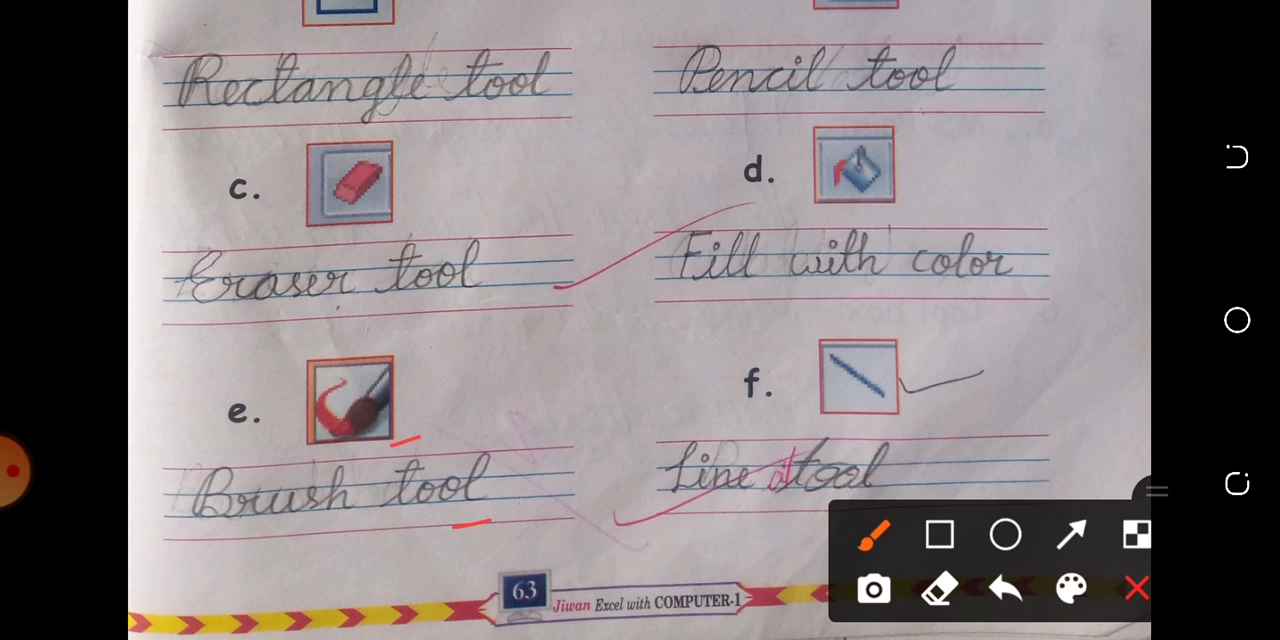 Rectangle tool
Pencil tool
c.
d.
Eraser tool
Fill with color
e.
f.
Brush tool
Line tool
63
Jiwan Excel with COMPUTER-1